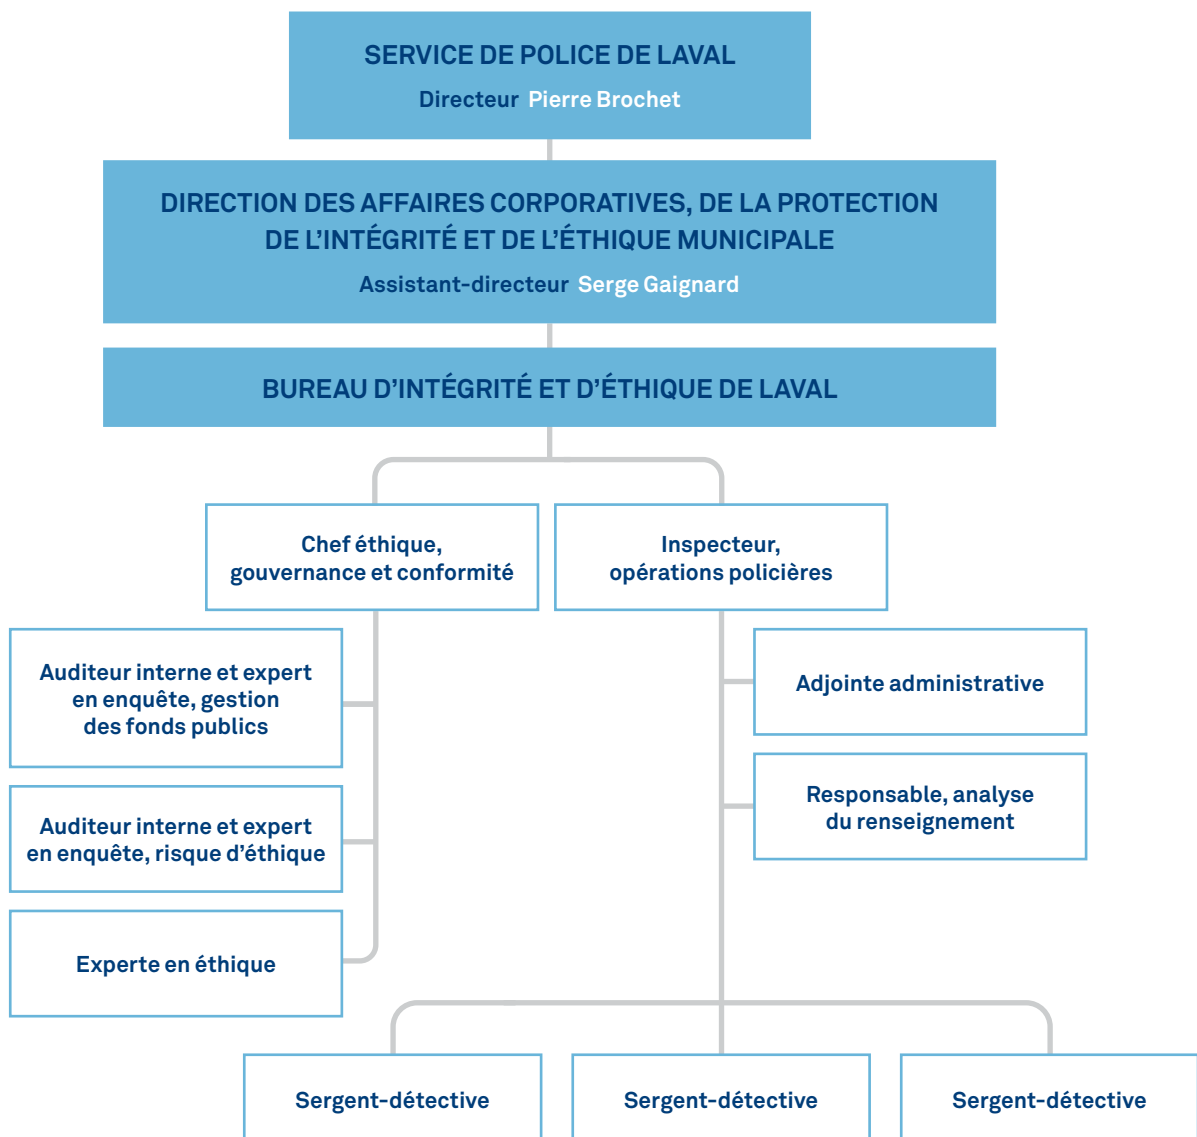 SERVICE DE POLICE DE LAVAL
Directeur Pierre Brochet
DIRECTION DES AFFAIRES CORPORATIVES, DE LA PROTECTION
DE L’INTÉGRITÉ ET DE L’ÉTHIQUE MUNICIPALE
Assistant-directeur Serge Gaignard
BUREAU D’INTÉGRITÉ ET D’ÉTHIQUE DE LAVAL
Chef éthique,
gouvernance et conformité
Inspecteur,
opérations policières
Auditeur interne et expert
en enquête, gestion
des fonds publics
Auditeur interne et expert
en enquête, risque d’éthique
Experte en éthique
Adjointe administrative
Responsable, analyse
du renseignement
Sergent-détective
Sergent-détective
Sergent-détective